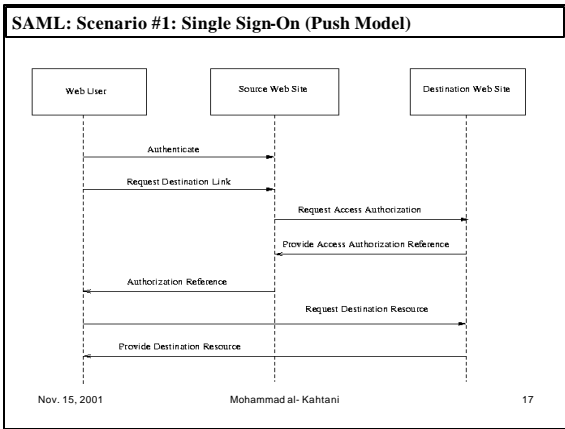 SAML: Scenario #1: Single Sign-On (Push Model)
Web User
Source Web Site
Destination Web Site
Authenticate
Request Destination Link
Request Access Authorization
Provide Access Authorization Reference
Authorization Reference
Request Destination Resource
Provide Destination Resource
Nov. 15, 2001
Mohammad al- Kahtani
17